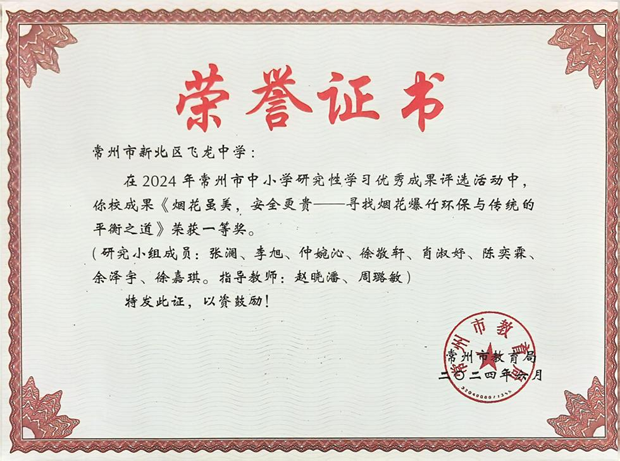 荣誉证书
常州市新北区飞龙中学：
在2024年常州市中小学研究性学习优秀成果评选活动中，
你校成果《烟花虽美，安全更贵——寻找烟花爆竹环保与传统的
平衡之道》荣获一等奖。
(研究小组成员：张澜、李旭、仲婉沁、徐敬轩、肖淑妤、陈奕霖、
余泽宇、徐嘉琪。指导教师：赵晓潘、周璐敏)
特发此证，以资鼓励！
常州市教育局
常州市教育局
二〇二四年六月